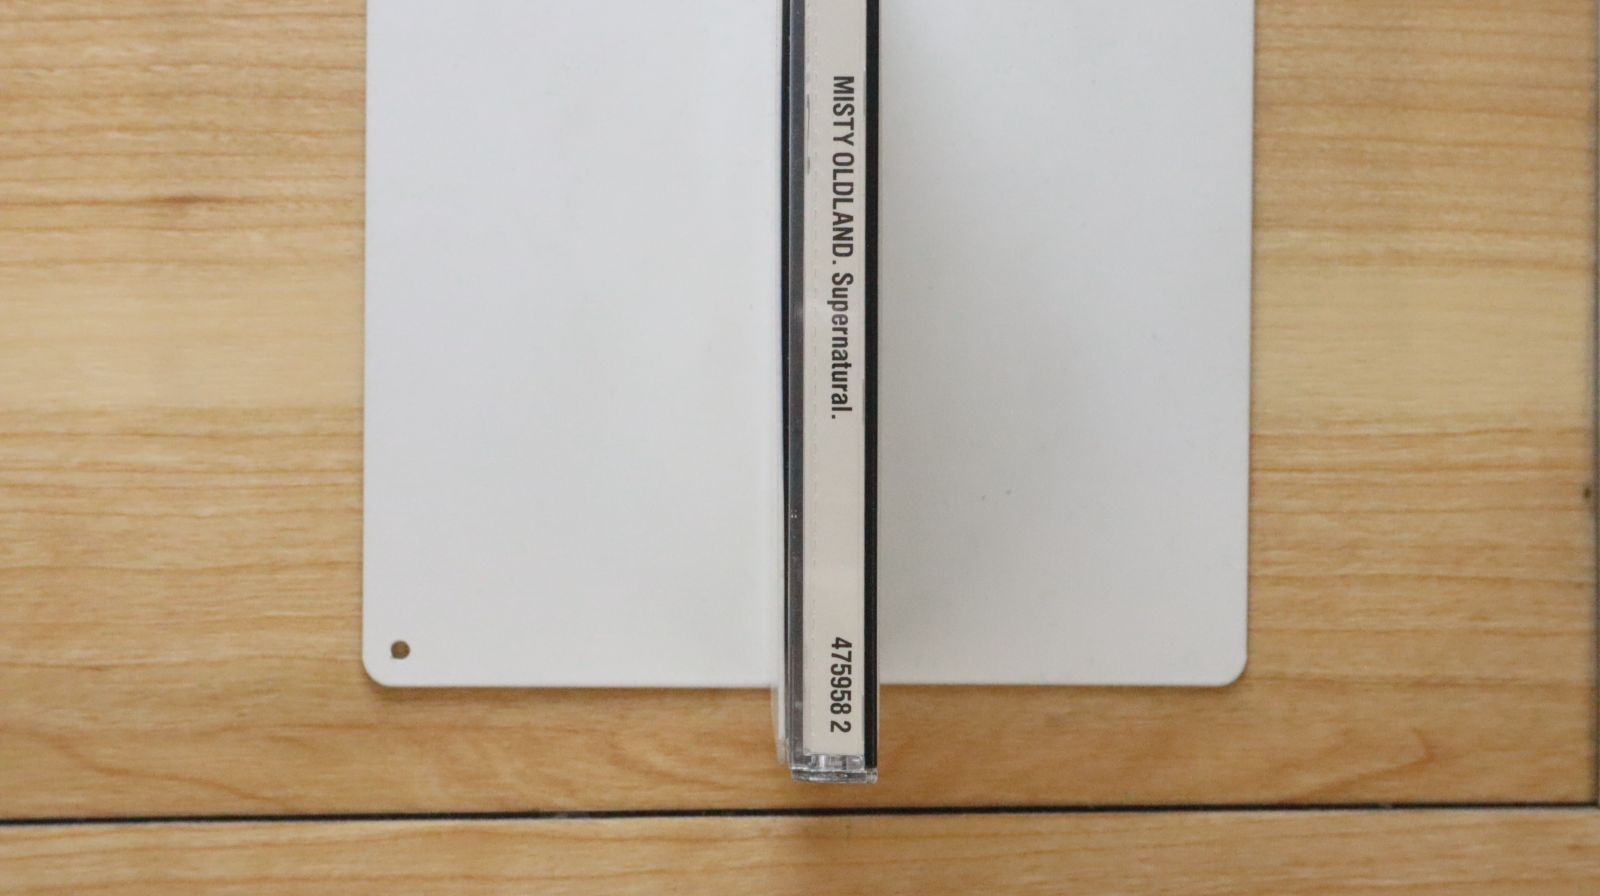 MISTY OLDLAND. Supernatural.
475958 2